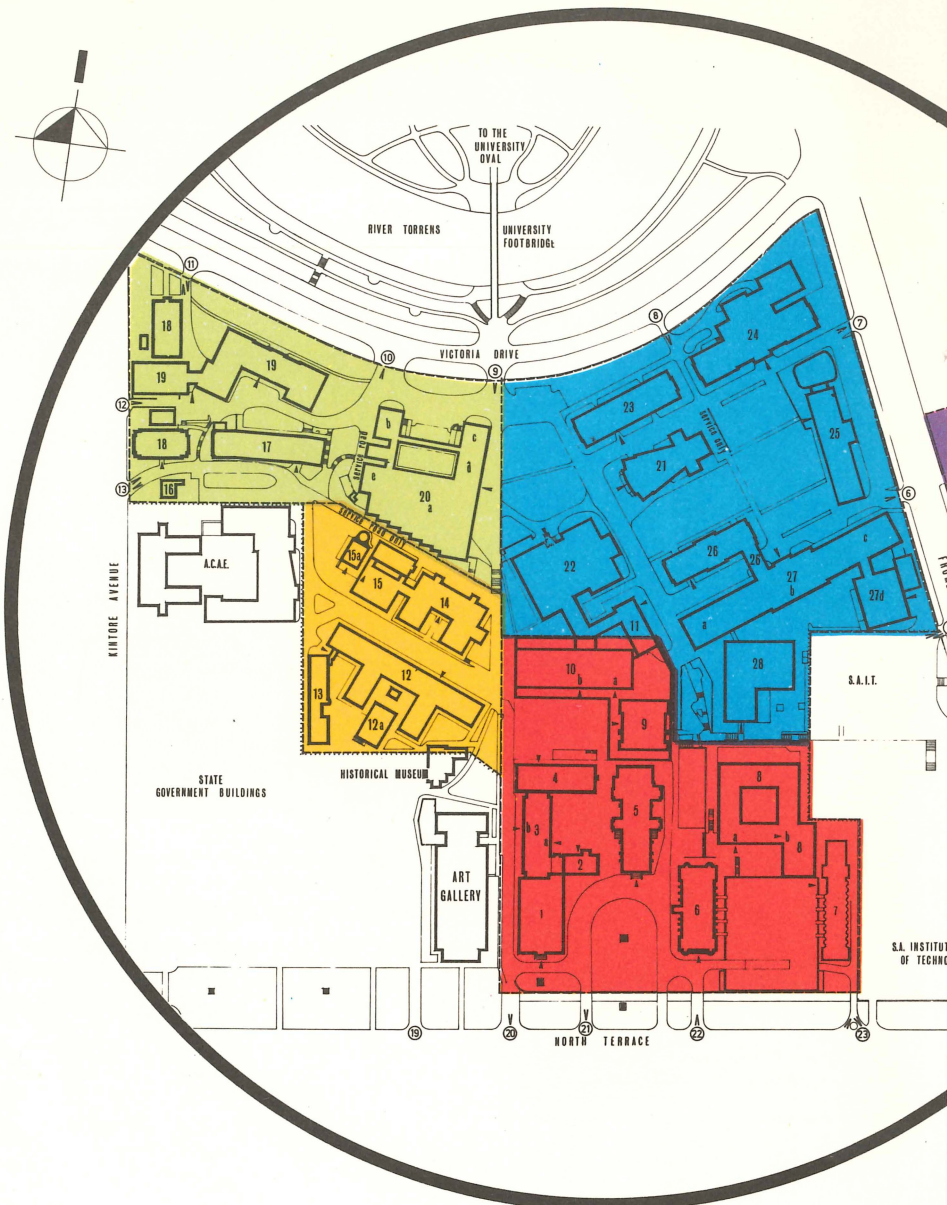 TO THE
UNIVERSITY
OVAL
RIVER TORRENS
UNIVERSITY
FOOTBRIDGE
VICTORIA DRIVE
11
10
9
8
7
12
13
6
18
19
19
18
17
16
service road
b
c
a
e
20
a
24
23
service only
21
25
22
26
26
27
b
c
a
27d
28
11
A.C.A.E.
KINTORE AVENUE
SERVICE ROAD ONLY
15a
15
14
12
13
12a
HISTORICAL MUSEUM
STATE
GOVERNMENT BUILDINGS
ART
GALLERY
10
b
a
9
4
5
b
3
a
2
1
8
a
b
8
6
7
S.A.I.T.
S.A. INSTITUT
OF TECHNO
19
20
21
22
23
NORTH TERRACE